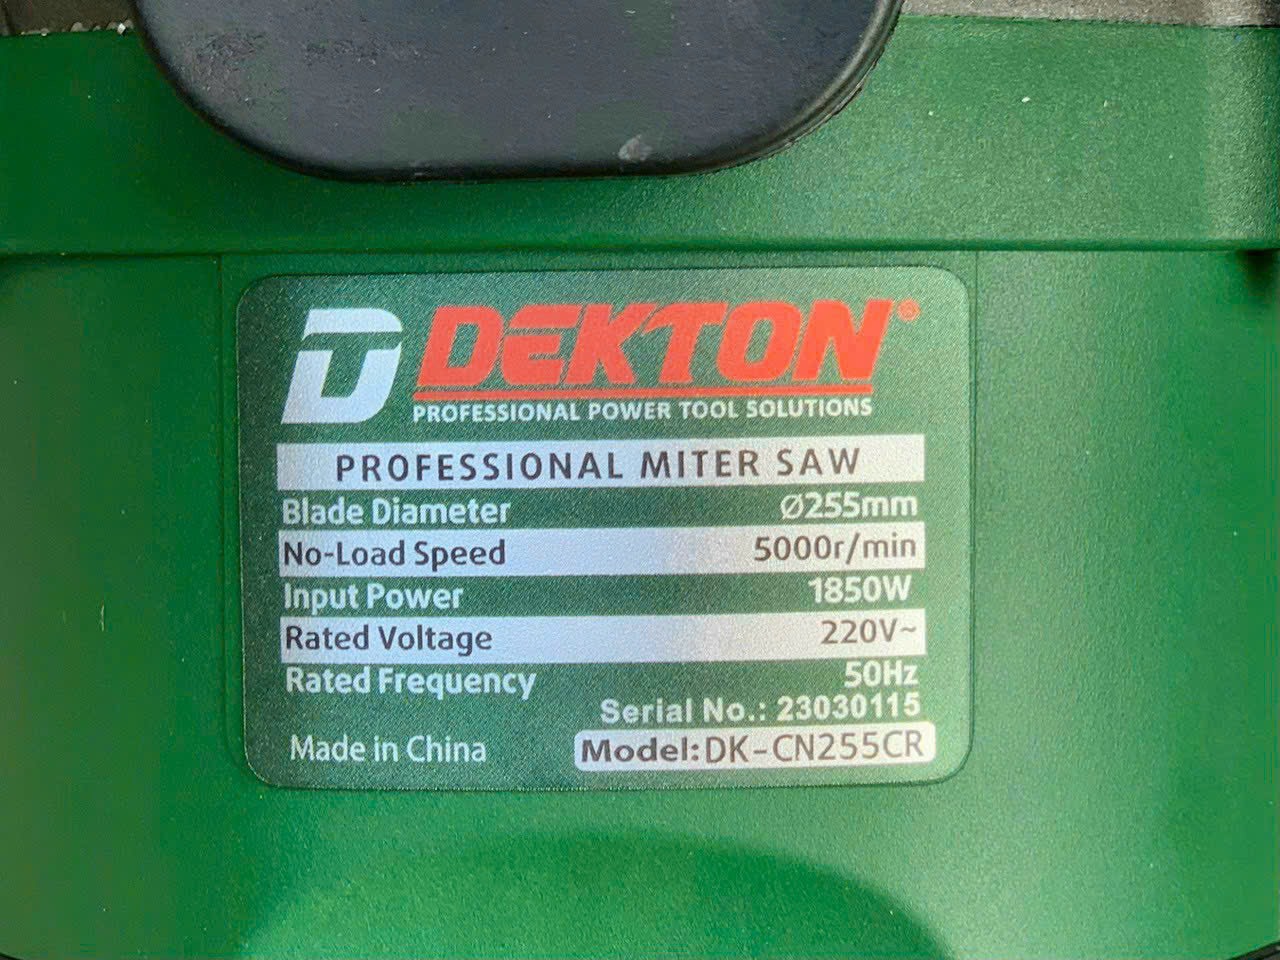 DEKTON®
PROFESSIONAL POWER TOOL SOLUTIONS
PROFESSIONAL MITER SAW
Blade Diameter Ø255mm
No-Load Speed 5000r/min
Input Power 1850W
Rated Voltage 220V~
Rated Frequency 50Hz
Serial No.: 23030115
Made in China Model:DK-CN255CR